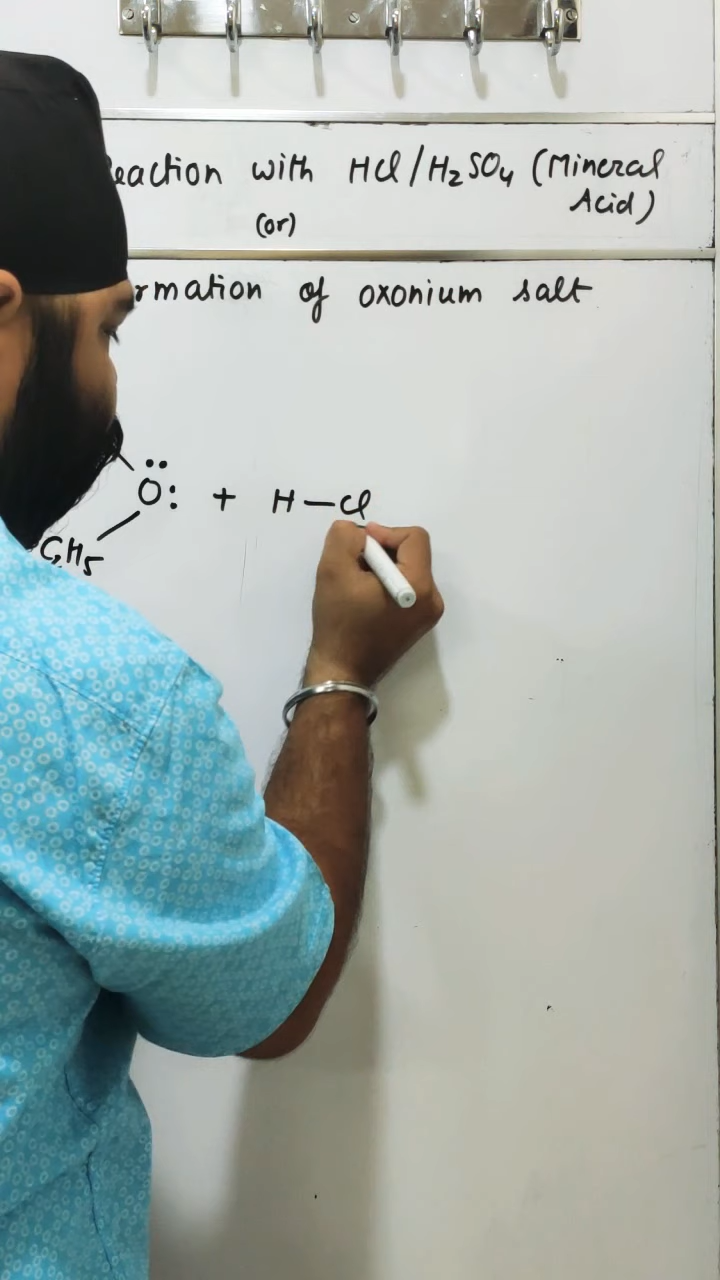 eaction with HCl/H₂SO₄ (Mineral
Acid)
(or)
rmation of oxonium salt
O: + H—Cl
C₂H₅